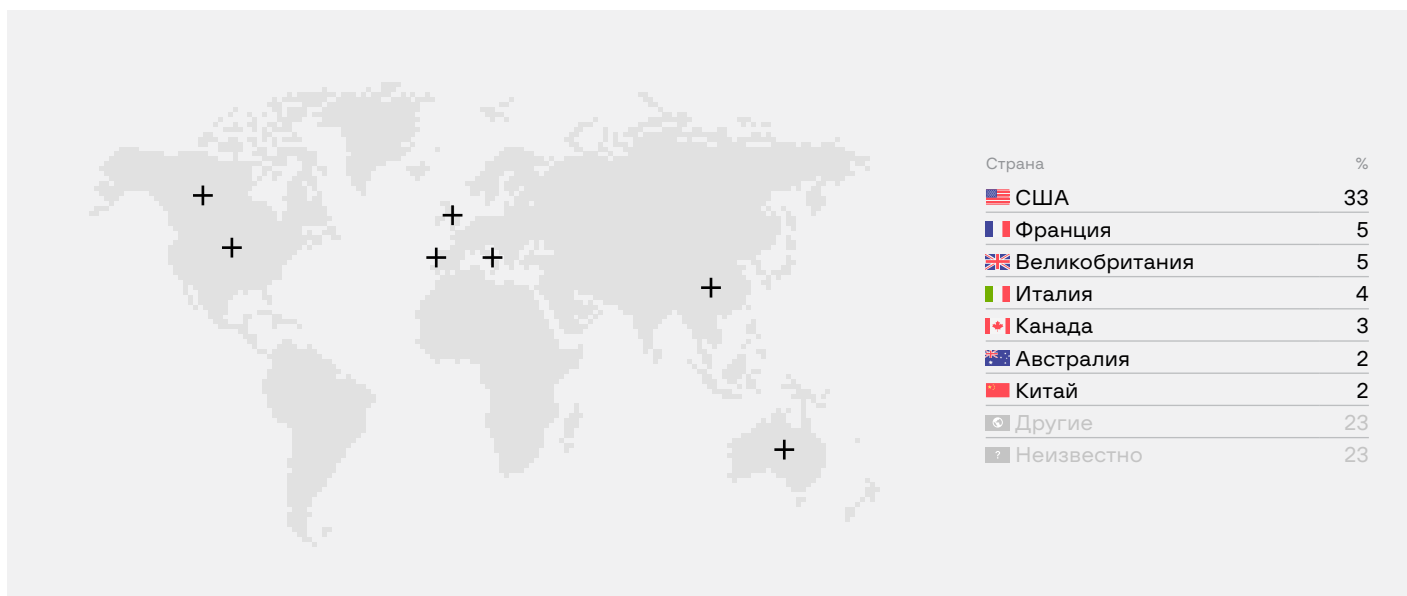 Страна %
США 33
Франция 5
Великобритания 5
Италия 4
Канада 3
Австралия 2
Китай 2
Другие 23
? Неизвестно 23